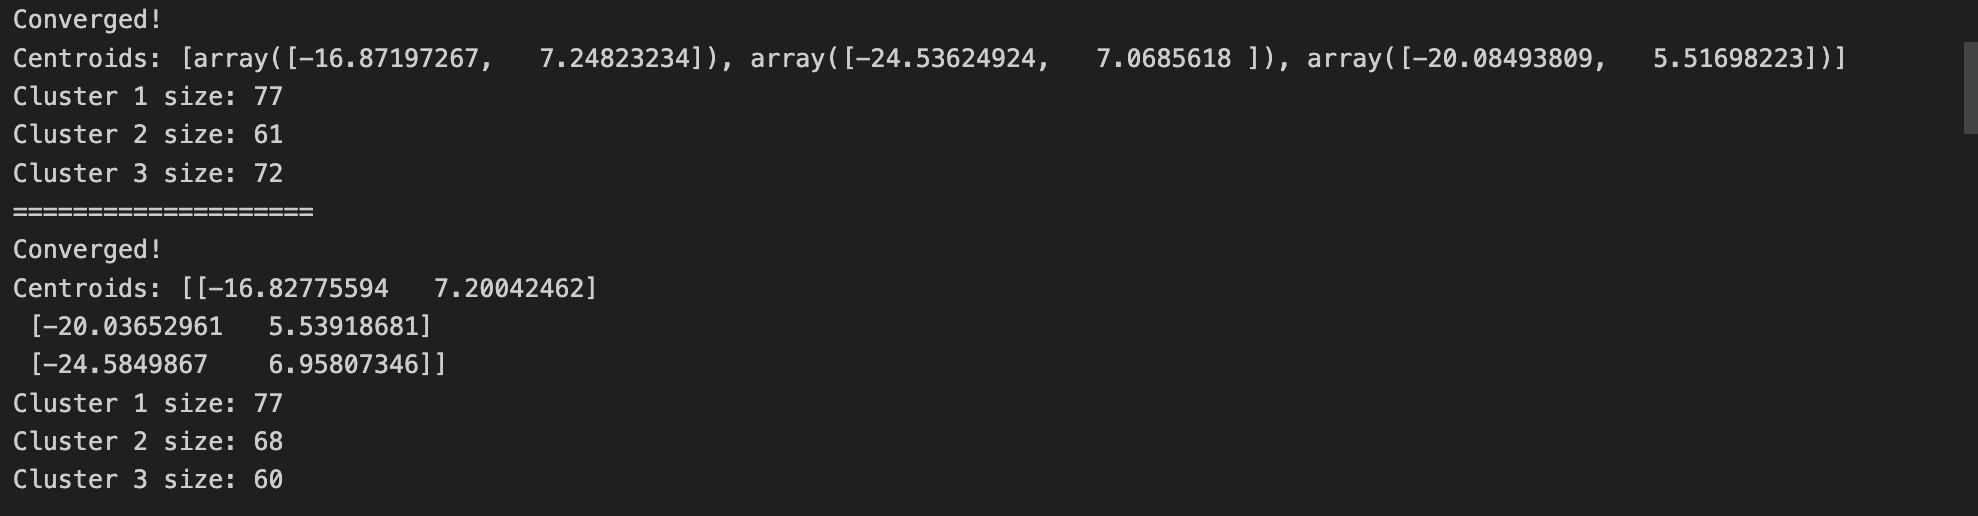 Converged!
Centroids: [array([-16.87197267,   7.24823234]), array([-24.53624924,   7.0685618 ]), array([-20.08493809,   5.51698223])]
Cluster 1 size: 77
Cluster 2 size: 61
Cluster 3 size: 72
====================
Converged!
Centroids: [[-16.82775594   7.20042462]
 [-20.03652961   5.53918681]
 [-24.5849867    6.95807346]]
Cluster 1 size: 77
Cluster 2 size: 68
Cluster 3 size: 60